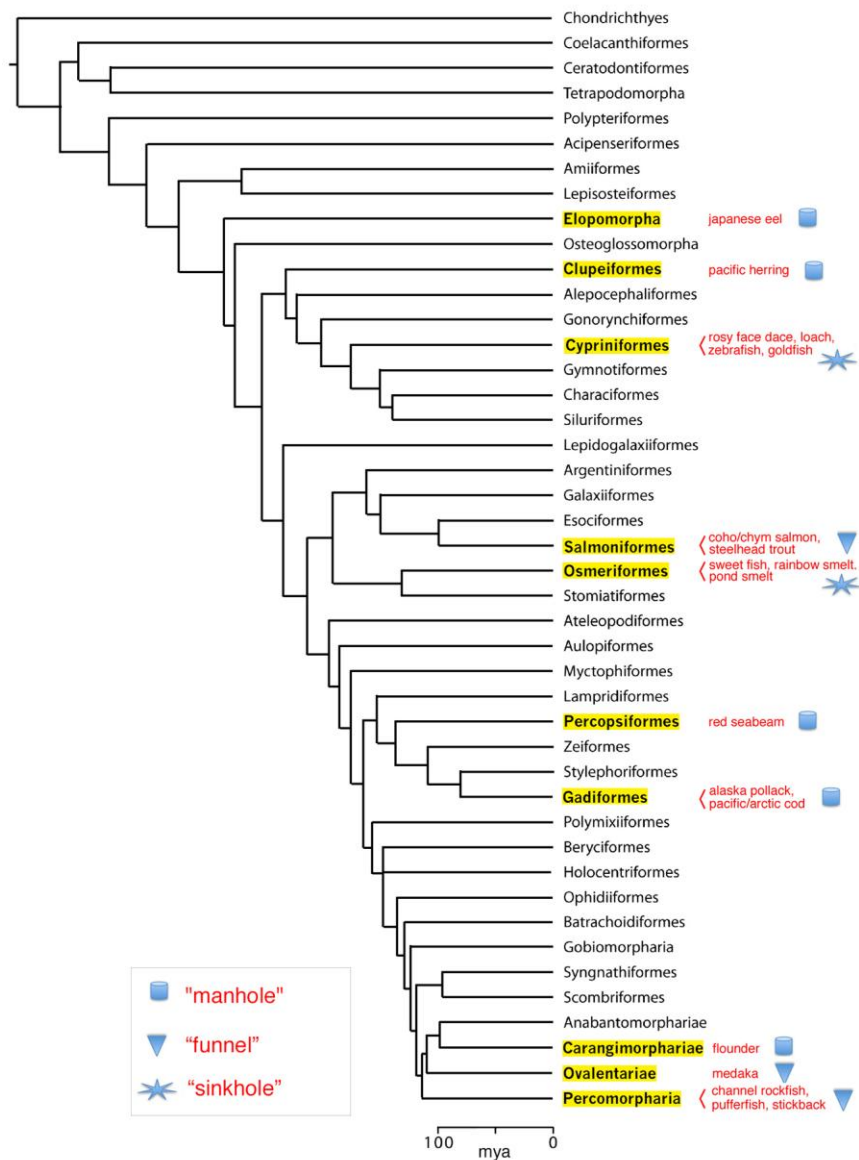 Chondrichthyes
Coelacanthiformes
Ceratodontiformes
Tetrapodomorpha
Polypteriformes
Acipenseriformes
Amiiformes
Lepisosteiformes
Elopomorpha japanese eel
Osteoglossomorpha
Clupeiformes pacific herring
Alepocephaliformes
Gonorynchiformes
Cypriniformes rosy face dace, loach,
zebrafish, goldfish
Gymnotiformes
Characiformes
Siluriformes
Lepidogalaxiiformes
Argentiniformes
Galaxiiformes
Esociformes
Salmoniformes coho/chym salmon,
steelhead trout
Osmeriformes sweet fish, rainbow smelt.
pond smelt
Stomiatiformes
Ateleopodiformes
Aulopiformes
Myctophiformes
Lampridiformes
Percopsiformes red seabeam
Zeiformes
Stylephoriformes
Gadiformes alaska pollack,
pacific/arctic cod
Polymixiiformes
Beryciformes
Holocentriformes
Ophidiiformes
Batrachoidiformes
Gobiomorpharia
Syngnathiformes
Scombriformes
Anabantomorphariae
Carangimorphariae flounder
Ovalentariae medaka
Percomorpharia channel rockfish,
pufferfish, stickback
"manhole"
“funnel”
“sinkhole”
100 0
mya